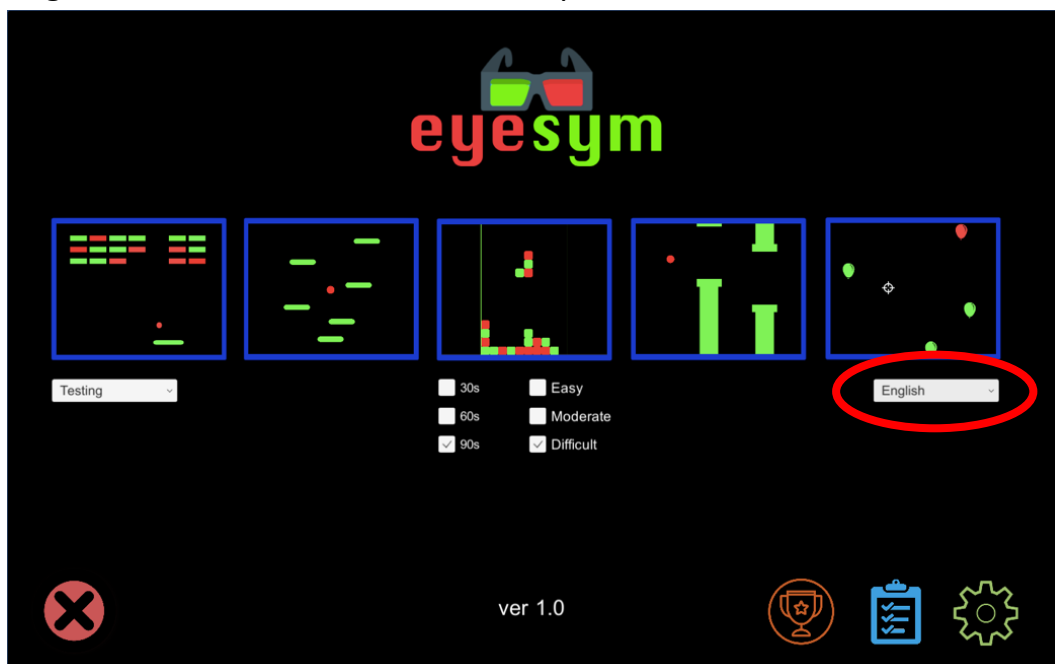 eyesym
Testing
30s
Easy
English
60s
Moderate
90s
Difficult
ver 1.0